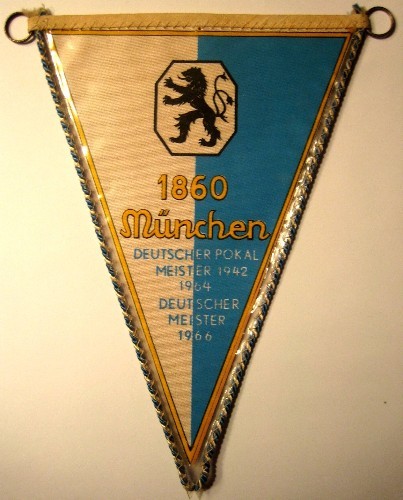 1860
München
DEUTSCHER POKAL
MEISTER 1942
1964
DEUTSCHER
MEISTER
1966